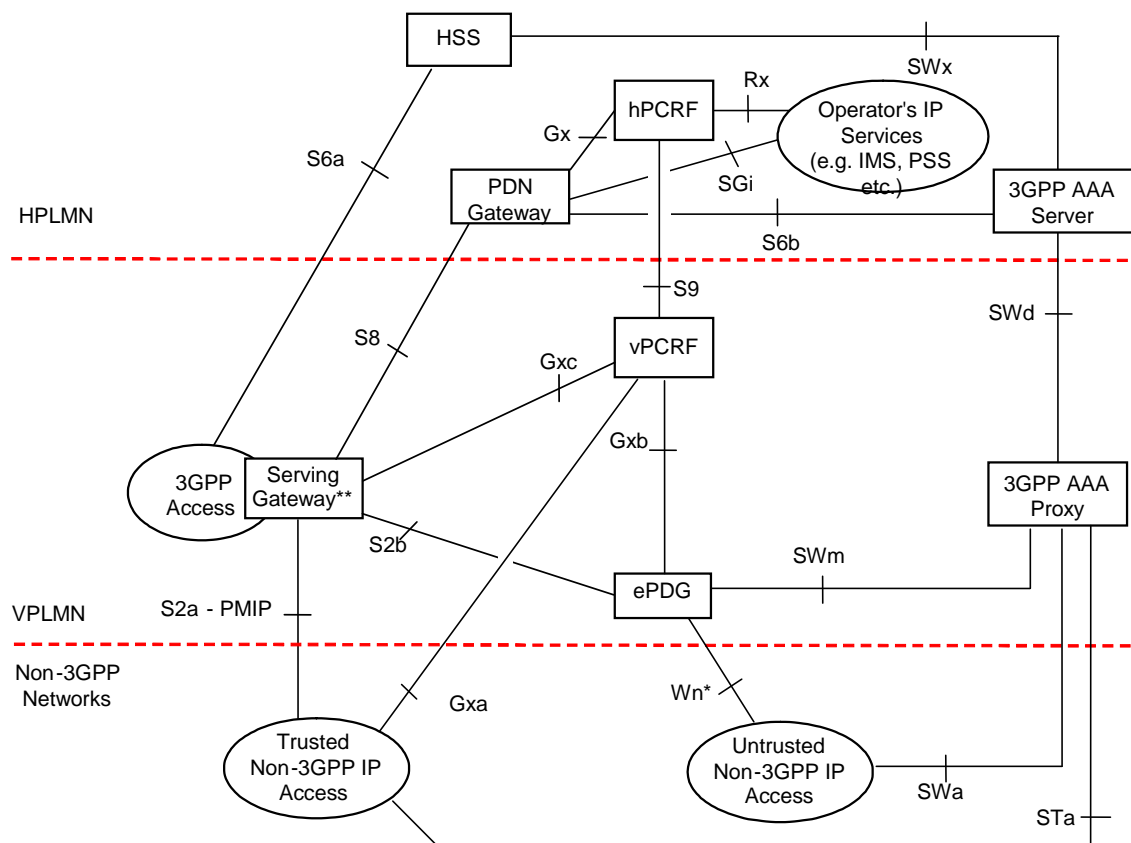 HSS
SWx
hPCRF
Rx
Operator's IP
Services
(e.g. IMS, PSS
etc.)
Gx
S6a
SGi
PDN
Gateway
3GPP AAA
Server
HPLMN
S6b
S9
SWd
S8
vPCRF
Gxc
Gxb
3GPP
Access
Serving
Gateway**
3GPP AAA
Proxy
S2b
SWm
ePDG
S2a - PMIP
VPLMN
Non-3GPP
Networks
Gxa
Wn*
Trusted
Non-3GPP IP
Access
Untrusted
Non-3GPP IP
Access
SWa
STa